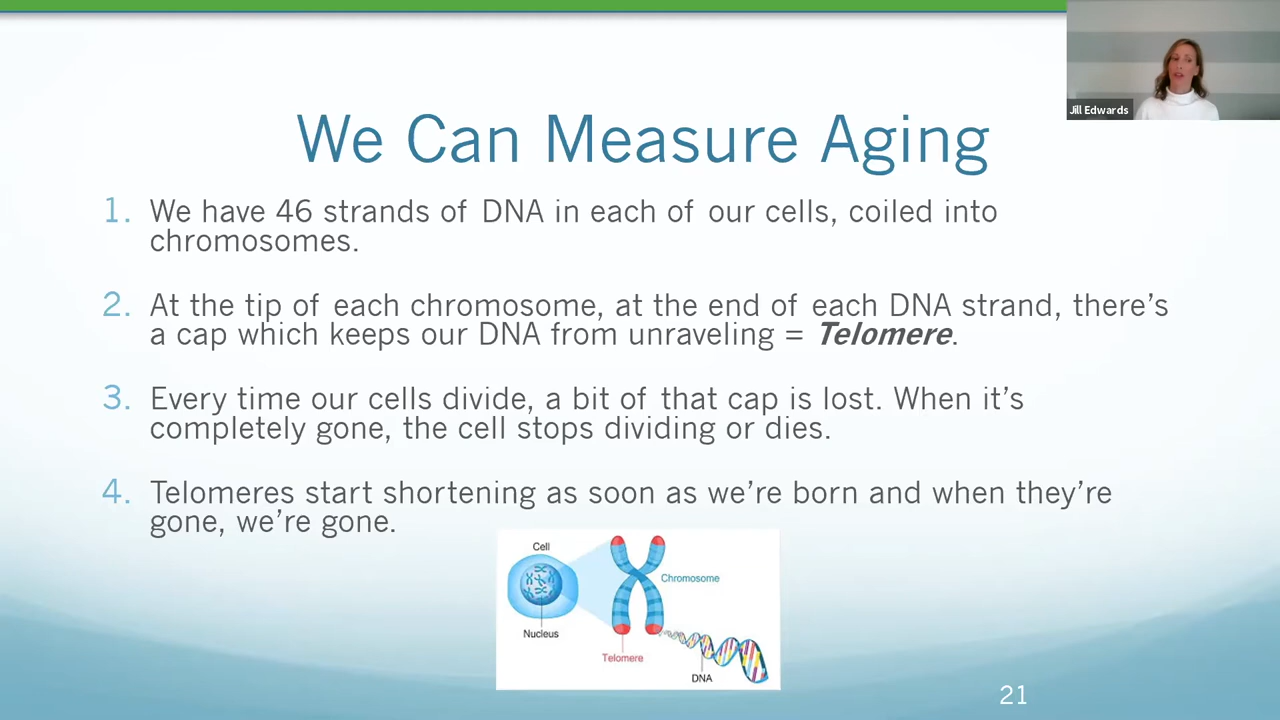 Jill Edwards
We Can Measure Aging
1. We have 46 strands of DNA in each of our cells, coiled into
chromosomes.
2. At the tip of each chromosome, at the end of each DNA strand, there's
a cap which keeps our DNA from unraveling = Telomere.
3. Every time our cells divide, a bit of that cap is lost. When it's
completely gone, the cell stops dividing or dies.
4. Telomeres start shortening as soon as we're born and when they're
gone, we're gone.
Cell
Chromosome
Nucleus
Telomere
DNA
21